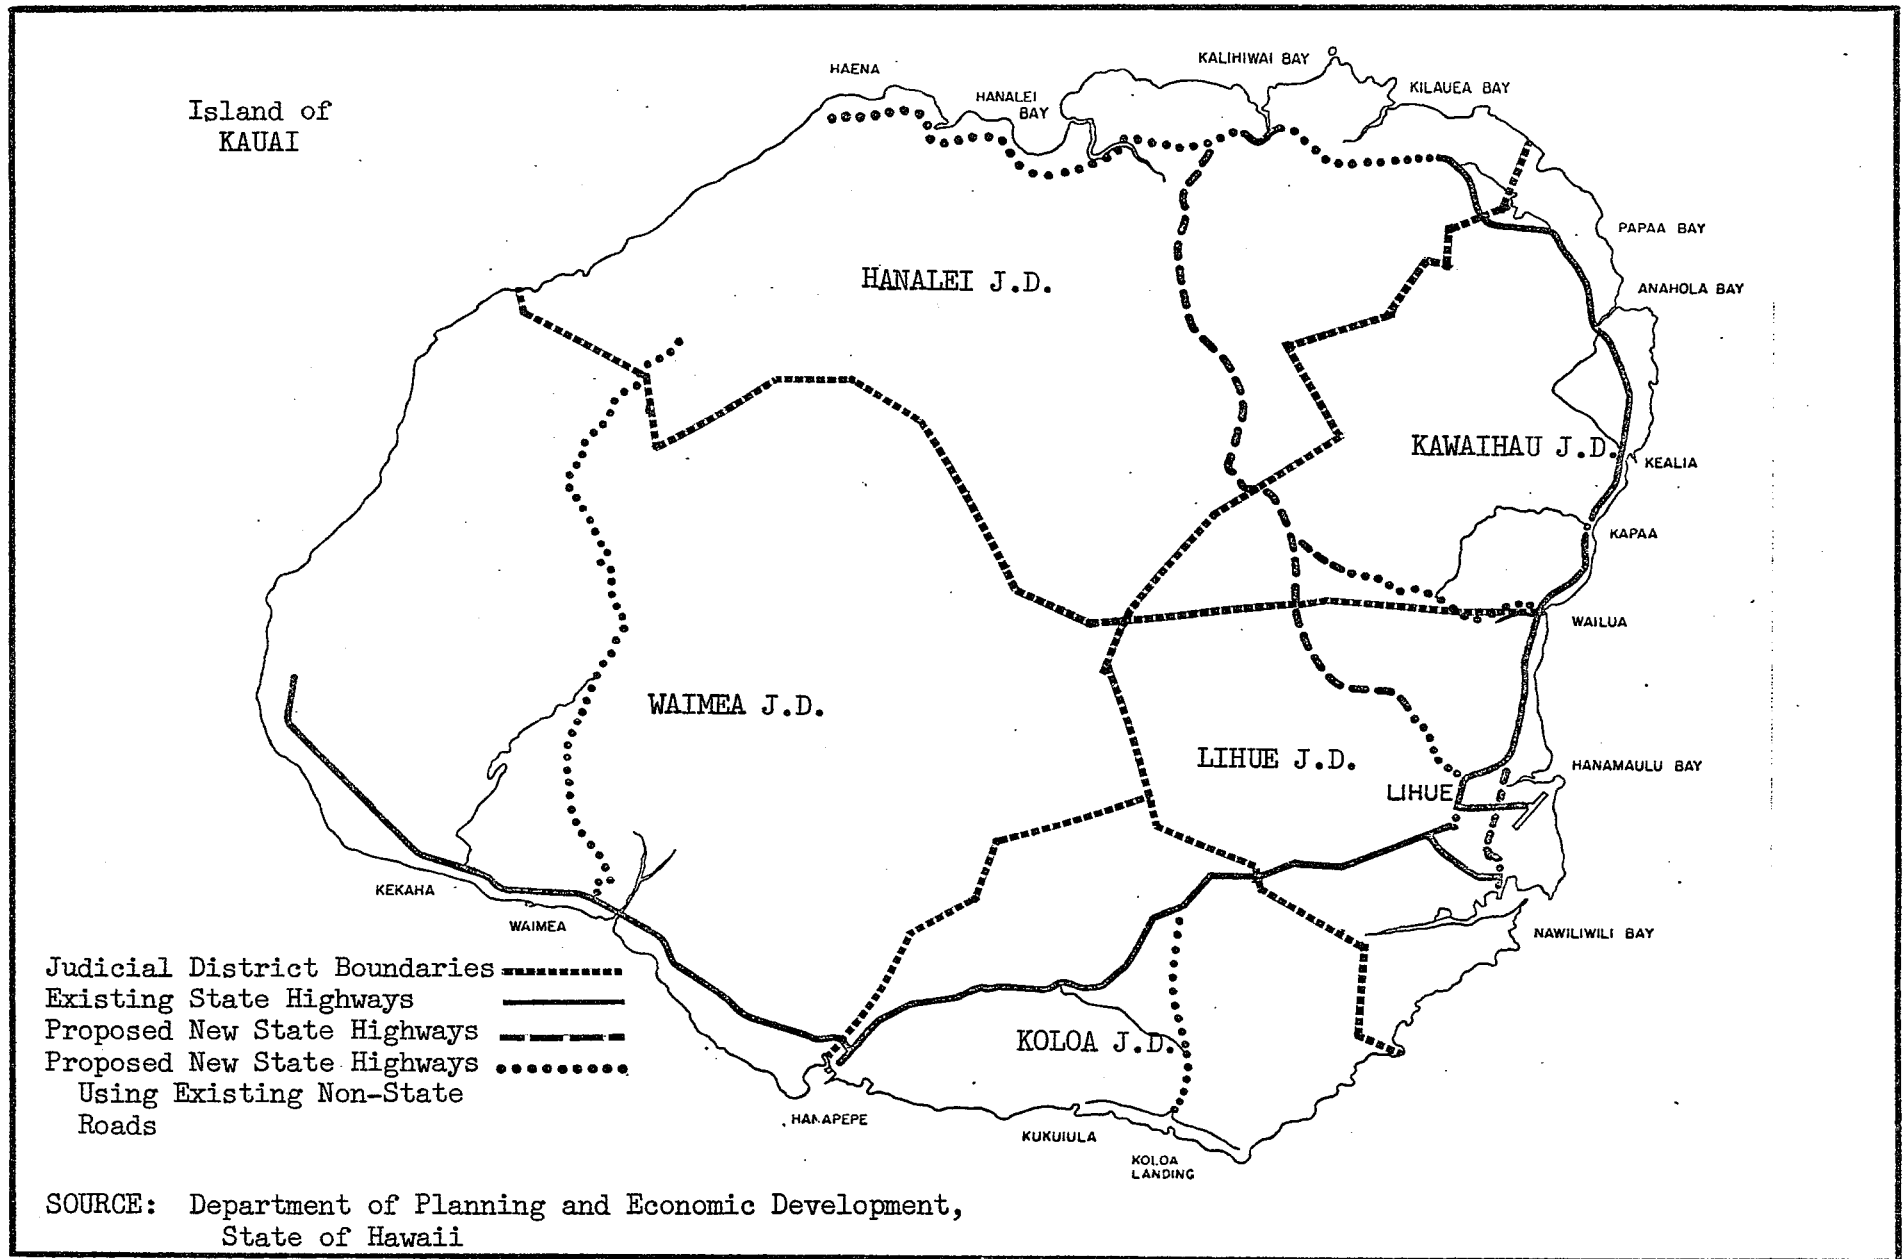 Island of
KAUAI
HAENA
HANALEI
BAY
KALIHIWAI BAY
KILAUEA BAY
PAPAA BAY
ANAHOLA BAY
HANALEI J.D.
KAWAIHAU J.D.
KEALIA
KAPAA
WAILUA
WAIMEA J.D.
LIHUE J.D.
HANAMAULU BAY
LIHUE
KEKAHA
WAIMEA
NAWILIWILI BAY
KOLOA J.D.
HANAPEPE
KUKUIULA
KOLOA
LANDING
Judicial District Boundaries
Existing State Highways
Proposed New State Highways
Proposed New State Highways
Using Existing Non-State
Roads
SOURCE: Department of Planning and Economic Development,
State of Hawaii